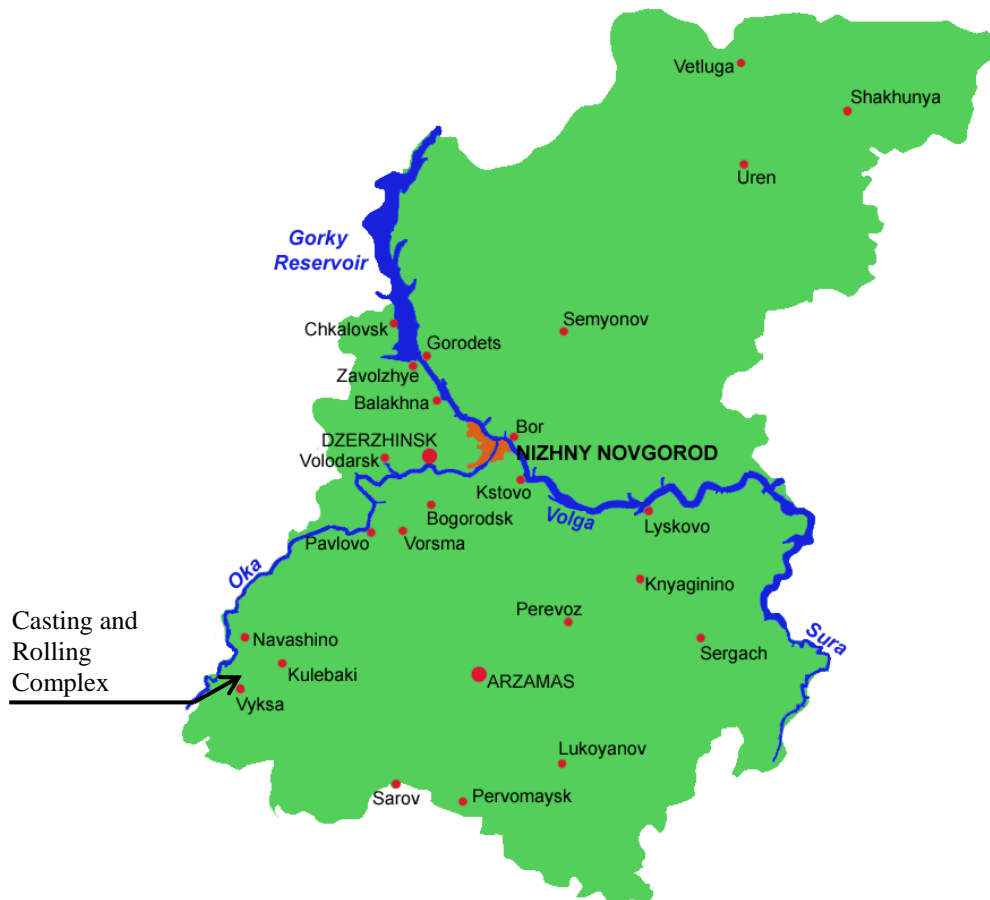 Vetluga
Shakhunya
Uren
Gorky
Reservoir
Chkalovsk
Semyonov
Gorodets
Zavolzhye
Balakhna
Bor
DZERZHINSK
NIZHNY NOVGOROD
Volodarsk
Kstovo
Bogorodsk
Volga
Lyskovo
Pavlovo
Vorsma
Oka
Knyaginino
Casting and
Rolling
Complex
Perevoz
Navashino
Sergach
Sura
Kulebaki
ARZAMAS
Vyksa
Lukoyanov
Sarov
Pervomaysk